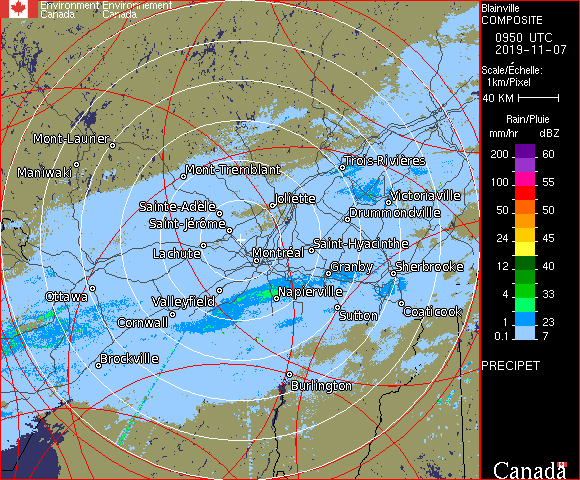 Environment Environnement
Canada Canada
Blainville
COMPOSITE
0950 UTC
2019-11-07
Scale/Échelle:
1km/Pixel
40 KM
Rain/Pluie
mm/hr dBZ
200 60
100 55
50 50
24 45
12 40
4 33
1 23
0.1 7
PRECIPET
Canada
Mont-Laurier
Maniwaki
Mont-Tremblant
Trois-Rivières
Sainte-Adèle
Joliette
Victoriaville
Saint-Jérôme
Drummondville
Lachute
Montréal
Saint-Hyacinthe
Granby
Sherbrooke
Ottawa
Valleyfield
Napierville
Cornwall
Sutton
Coaticook
Brockville
Burlington